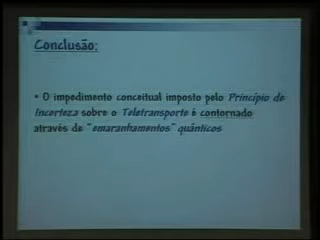 Conclusão:
• O impedimento conceitual imposto pelo Princípio de
Incerteza sobre o Teletransporte é contornado
através de "emaranhamentos" quânticos